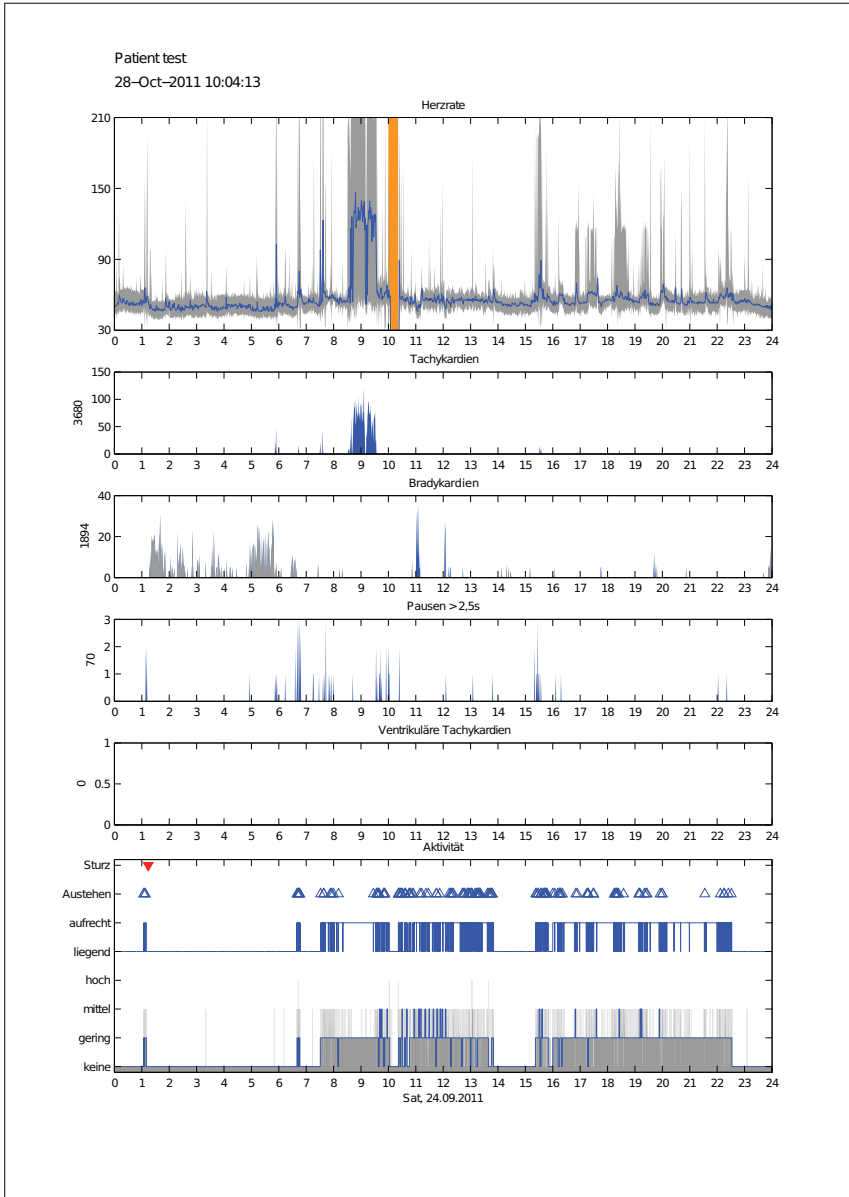 Patient test
28–Oct–2011 10:04:13
Herzrate
210
150
90
30
0 1 2 3 4 5 6 7 8 9 10 11 12 13 14 15 16 17 18 19 20 21 22 23 24
Tachykardien
3680
150
100
50
0
0 1 2 3 4 5 6 7 8 9 10 11 12 13 14 15 16 17 18 19 20 21 22 23 24
Bradykardien
1894
40
20
0
0 1 2 3 4 5 6 7 8 9 10 11 12 13 14 15 16 17 18 19 20 21 22 23 24
Pausen > 2,5s
70
3
2
1
0
0 1 2 3 4 5 6 7 8 9 10 11 12 13 14 15 16 17 18 19 20 21 22 23 24
Ventrikuläre Tachykardien
0
1
0.5
0
0 1 2 3 4 5 6 7 8 9 10 11 12 13 14 15 16 17 18 19 20 21 22 23 24
Aktivität
Sturz
Austehen
aufrecht
liegend
hoch
mittel
gering
keine
0 1 2 3 4 5 6 7 8 9 10 11 12 13 14 15 16 17 18 19 20 21 22 23 24
Sat, 24.09.2011